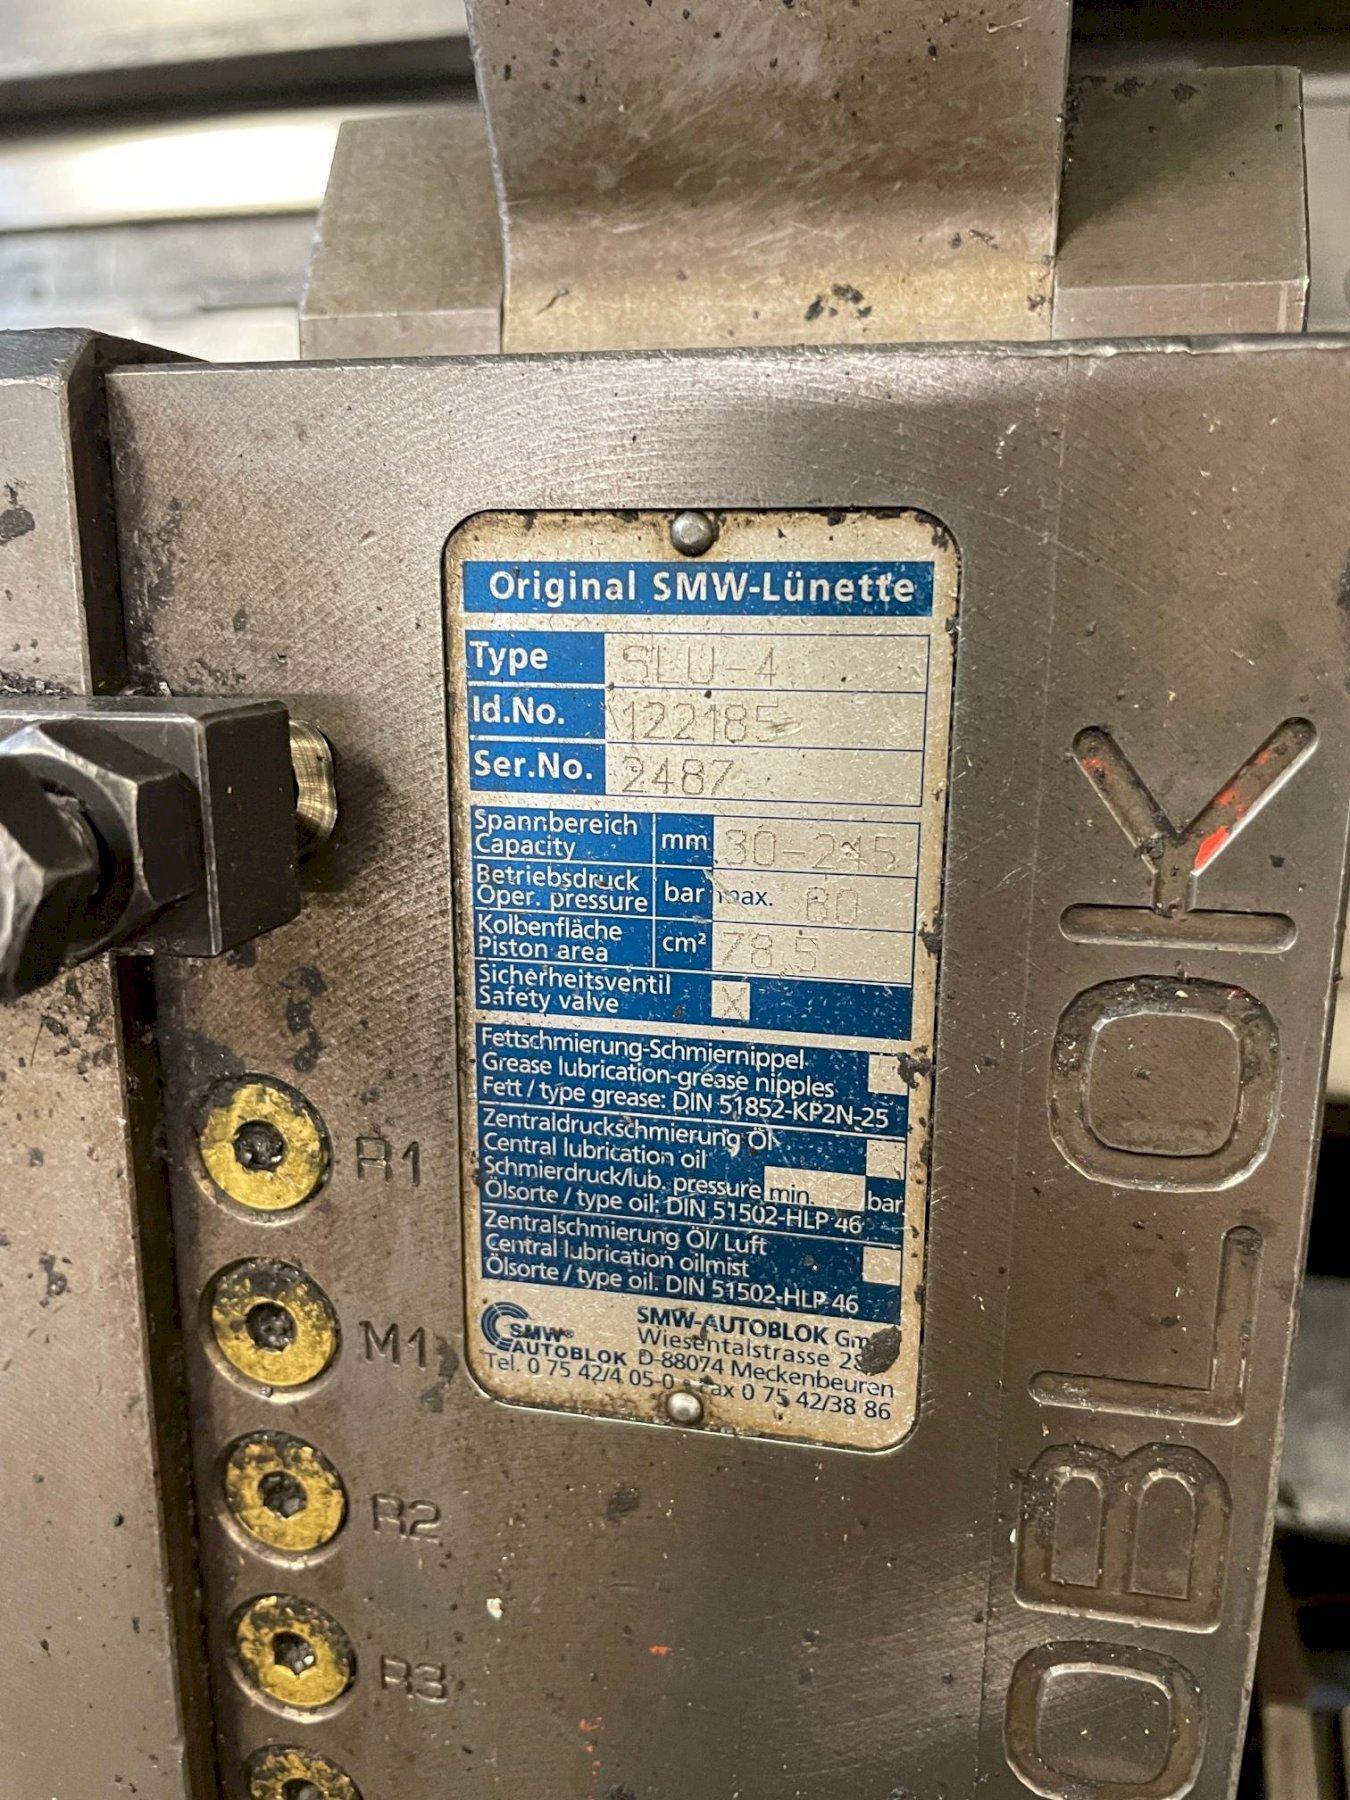 Original SMW-Lünette
Type SLU-4
Id.No. 122185
Ser.No. 2487
Spannbereich
Capacity mm 30-245
Betriebsdruck
Oper. pressure bar max. 80
Kolbenfläche
Piston area cm² 78.5
Sicherheitsventil
Safety valve X
Fettschmierung-Schmiernippel
Grease lubrication-grease nipples
Fett / type grease: DIN 51852-KP2N-25
Zentraldruckschmierung Öl
Central lubrication oil X
Schmierdruck/lub. pressure min. bar
Ölsorte / type oil: DIN 51502-HLP 46
Zentralschmierung Öl/ Luft
Central lubrication oilmist
Ölsorte / type oil: DIN 51502-HLP 46
SMW®
AUTOBLOK
SMW-AUTOBLOK
Wiesentalstrasse
D-88074 Meckenbeuren
Tel. 0 75 42/4 05-0 Fax 0 75 42/38 86
R1
M1
R2
R3
OBLOK